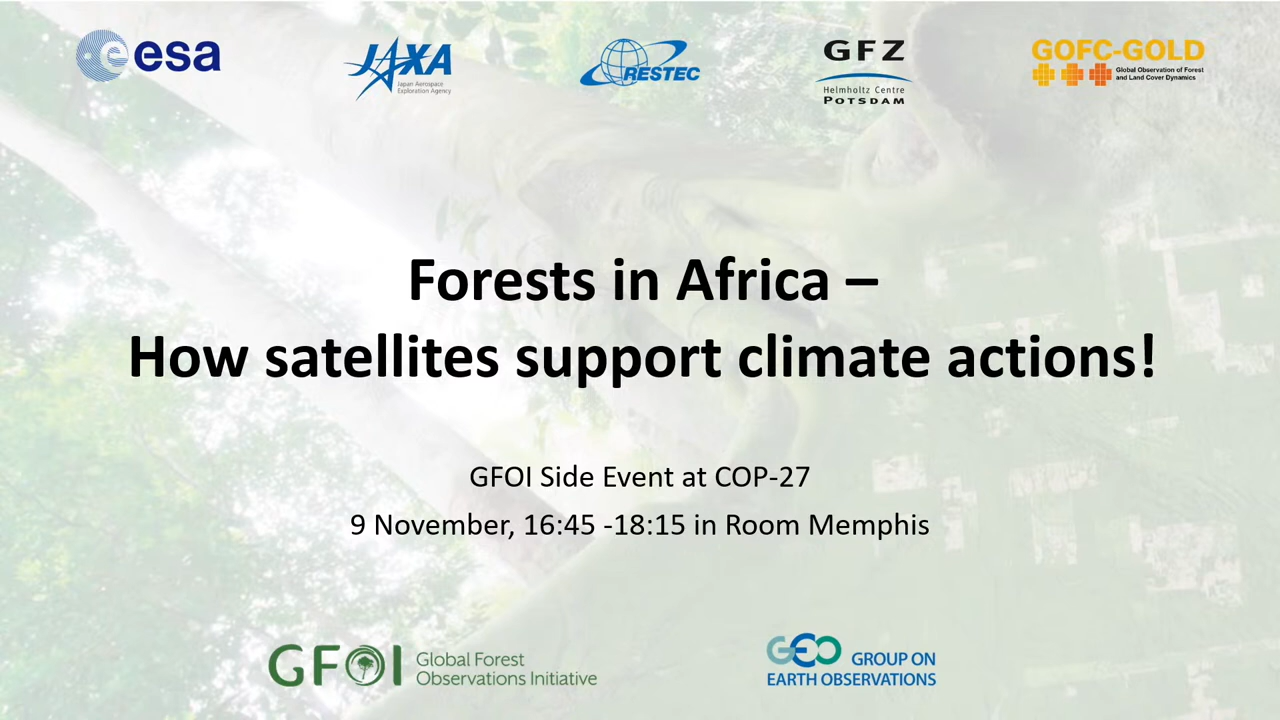 esa
JAXA
Japan Aerospace
Exploration Agency
RESTEC
GFZ
Helmholtz Centre
POTSDAM
GOFC-GOLD
Global Observation of Forest
and Land Cover Dynamics
Forests in Africa –
How satellites support climate actions!
GFOI Side Event at COP-27
9 November, 16:45 -18:15 in Room Memphis
GFOI
Global Forest
Observations Initiative
GEO
GROUP ON
EARTH OBSERVATIONS